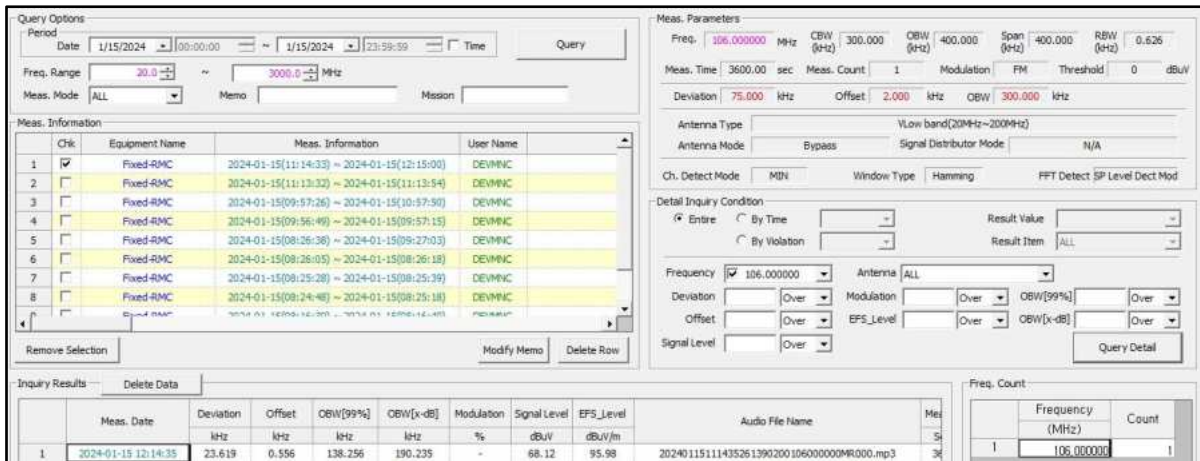 Query Options
Period
Date 1/15/2024 00:00:00 ~ 1/15/2024 23:59:59 Time Query
Freq. Range 20.0 ~ 3000.0 MHz
Meas. Mode ALL Memo Mission
Meas. Information
Chk Equipment Name Meas. Information User Name
1 Fixed-RMC 2024-01-15(11:14:33) ~ 2024-01-15(12:15:00) DEVMNC
2 Fixed-RMC 2024-01-15(11:13:32) ~ 2024-01-15(11:13:54) DEVMNC
3 Fixed-RMC 2024-01-15(09:57:26) ~ 2024-01-15(10:57:50) DEVMNC
4 Fixed-RMC 2024-01-15(09:56:49) ~ 2024-01-15(09:57:15) DEVMNC
5 Fixed-RMC 2024-01-15(08:26:38) ~ 2024-01-15(09:27:03) DEVMNC
6 Fixed-RMC 2024-01-15(08:26:05) ~ 2024-01-15(08:26:18) DEVMNC
7 Fixed-RMC 2024-01-15(08:25:28) ~ 2024-01-15(08:25:39) DEVMNC
8 Fixed-RMC 2024-01-15(08:24:48) ~ 2024-01-15(08:25:18) DEVMNC
Remove Selection Modify Memo Delete Row
Meas. Parameters
Freq. 106.000000 MHz CBW (kHz) 300.000 OBW (kHz) 400.000 Span (kHz) 400.000 RBW (kHz) 0.626
Meas. Time 3600.00 sec Meas. Count 1 Modulation FM Threshold 0 dBuV
Deviation 75.000 kHz Offset 2.000 kHz OBW 300.000 kHz
Antenna Type VLow band(20MHz~200MHz)
Antenna Mode Bypass Signal Distributor Mode N/A
Ch. Detect Mode MIN Window Type Hamming FFT Detect SP Level Dect Mod
Detail Inquiry Condition
Entire By Time Result Value
By Violation Result Item ALL
Frequency 106.000000 Antenna ALL
Deviation Over Modulation Over OBW[99%] Over
Offset Over EFS_Level Over OBW[x-dB] Over
Signal Level Over Query Detail
Inquiry Results Delete Data
Meas. Date Deviation Offset OBW[99%] OBW[x-dB] Modulation Signal Level EFS_Level Audio File Name
kHz kHz kHz kHz % dBuV dBuV/m
1 2024-01-15 12:14:35 23.619 0.556 138.256 190.235 - 68.12 95.98
Freq. Count
Frequency (MHz) Count
1 106.000000 1